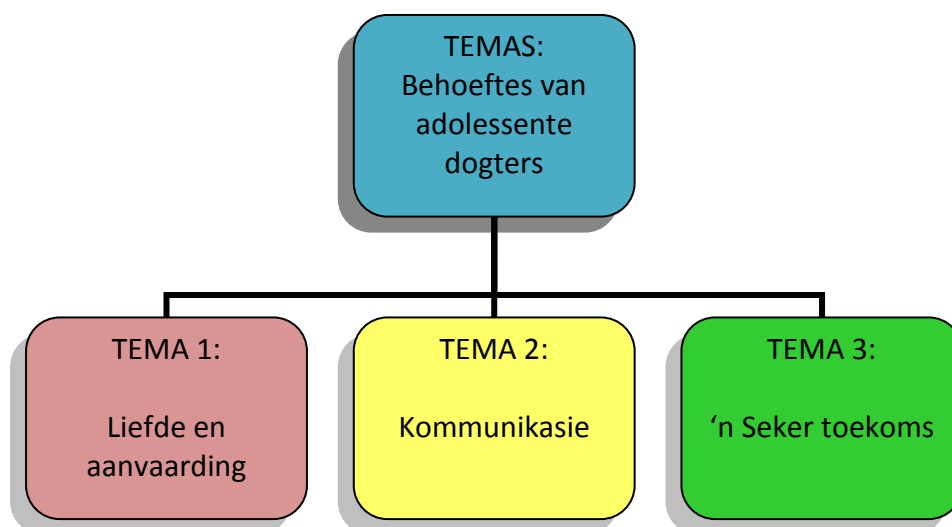 TEMAS:
Behoeftes van
adolessente
dogters
TEMA 1:
Liefde en
aanvaarding
TEMA 2:
Kommunikasie
TEMA 3:
‘n Seker toekoms